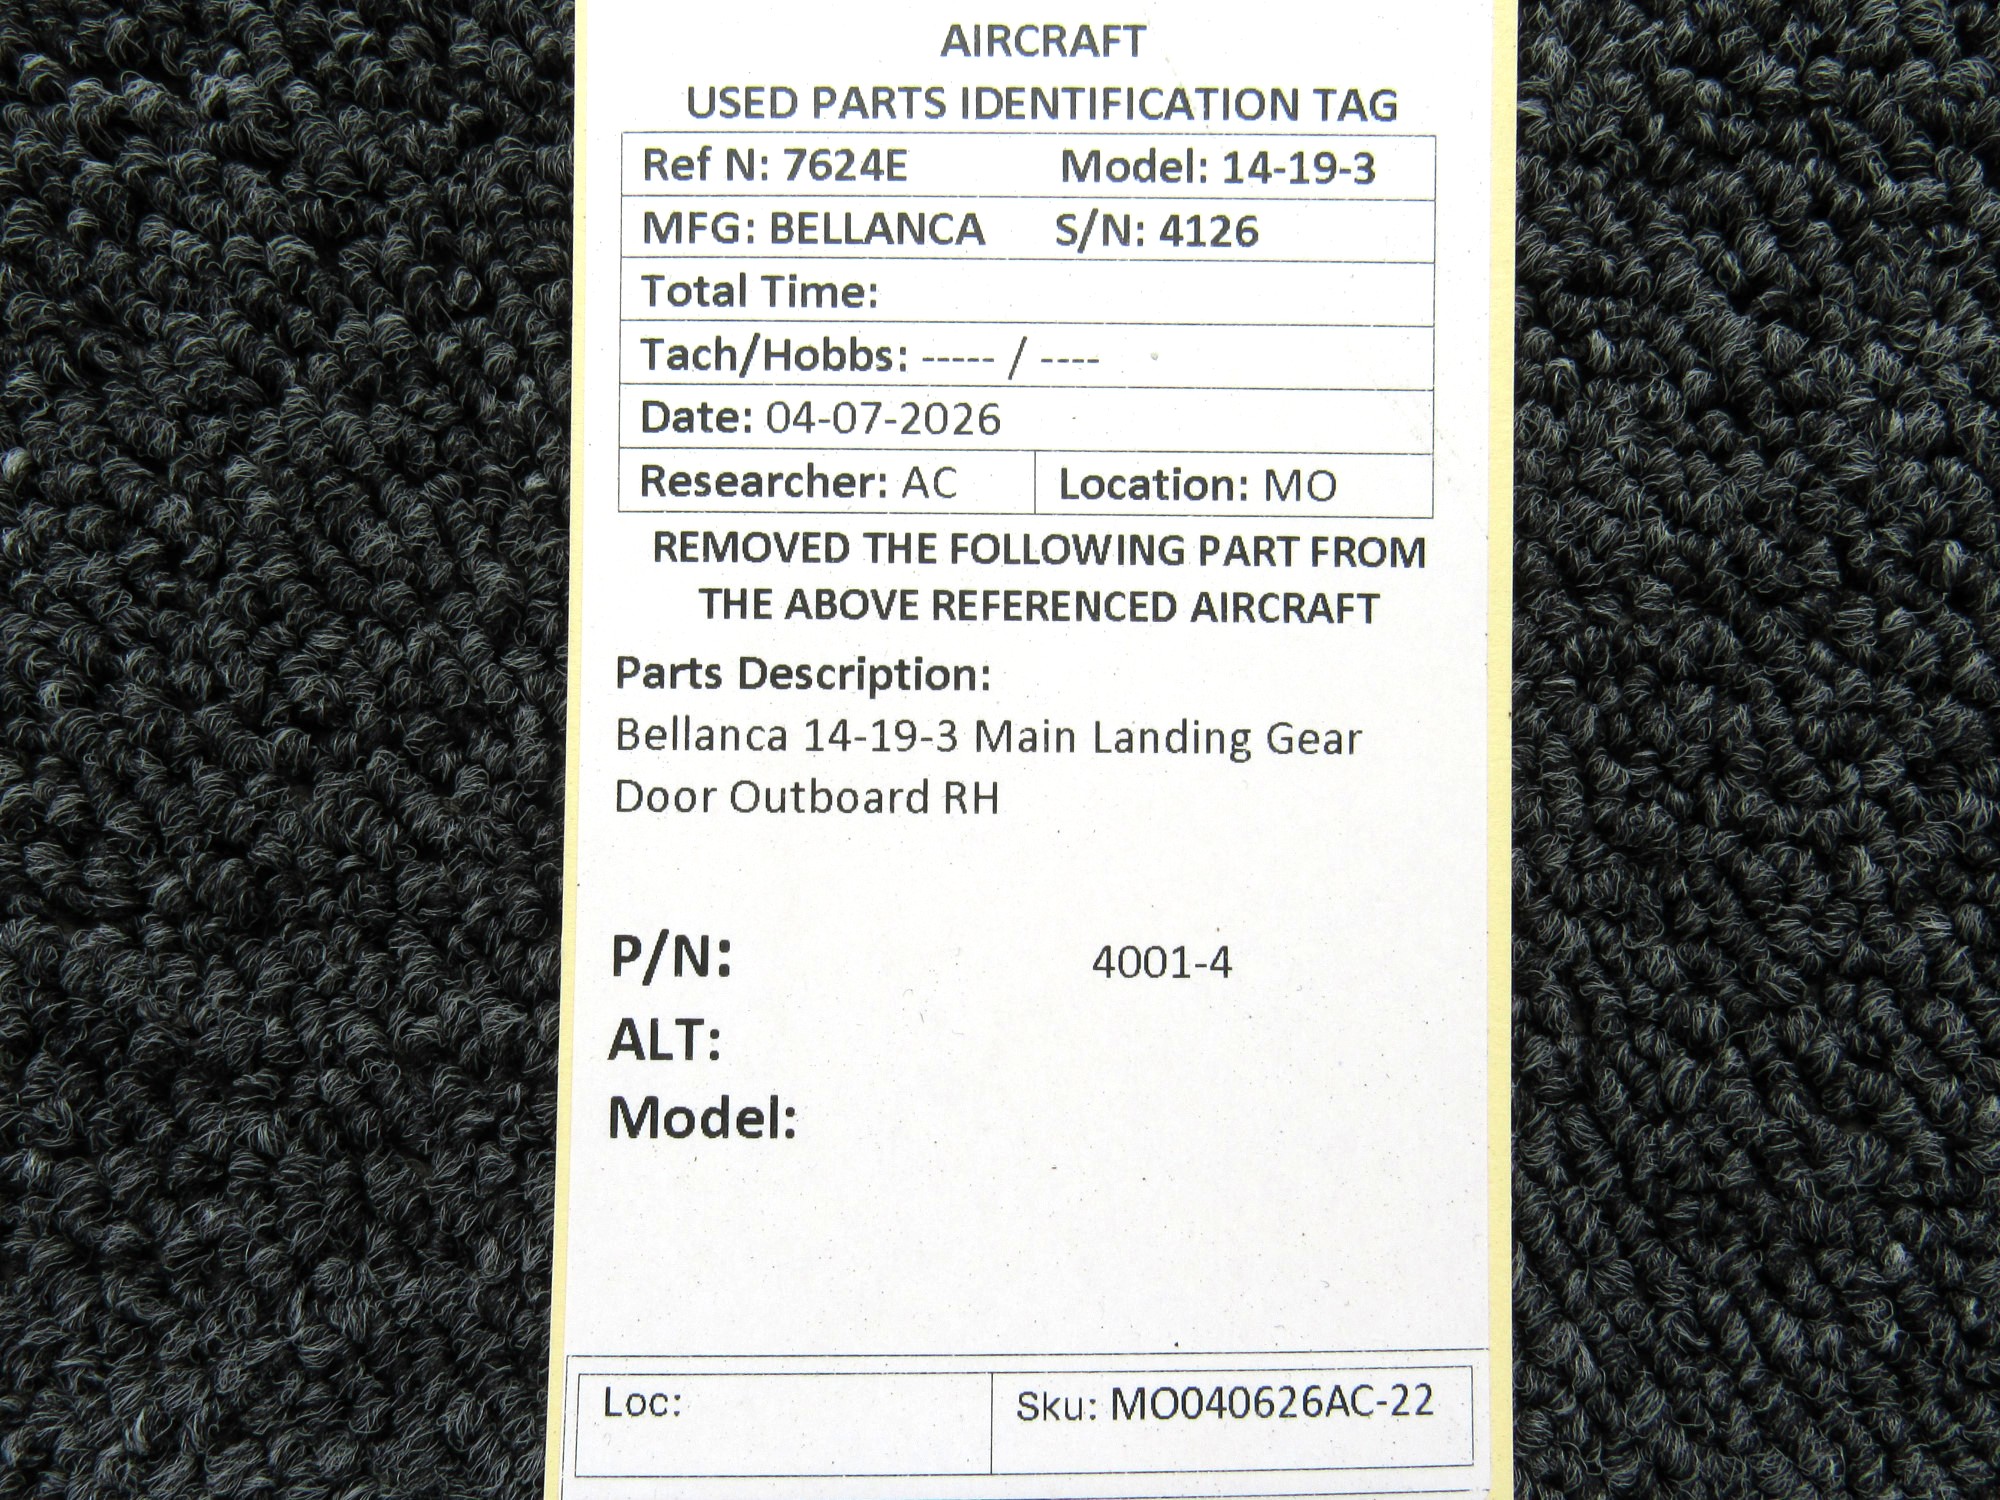 AIRCRAFT
USED PARTS IDENTIFICATION TAG
Ref N: 7624E Model: 14-19-3
MFG: BELLANCA S/N: 4126
Total Time:
Tach/Hobbs: ----- / ----
Date: 04-07-2026
Researcher: AC Location: MO
REMOVED THE FOLLOWING PART FROM
THE ABOVE REFERENCED AIRCRAFT
Parts Description:
Bellanca 14-19-3 Main Landing Gear
Door Outboard RH
P/N: 4001-4
ALT:
Model:
Loc: Sku: MO040626AC-22